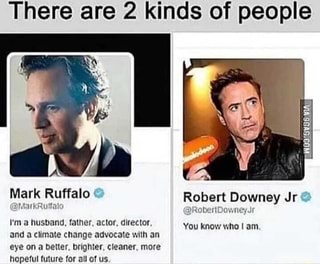 There are 2 kinds of people
Mark Ruffalo
@MarkRuffalo
I'm a husband, father, actor, director,
and a climate change advocate with an
eye on a better, brighter, cleaner, more
hopeful future for all of us.
Robert Downey Jr
@RobertDowneyJr
You know who I am.
VIA 9GAG.COM